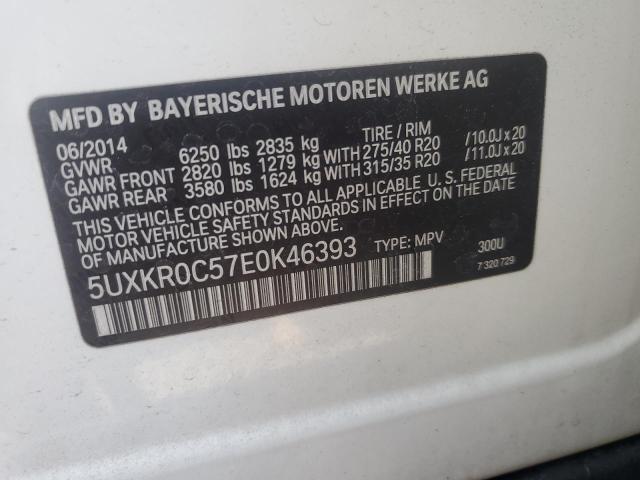 MFD BY BAYERISCHE MOTOREN WERKE AG
06/2014 TIRE / RIM
GVWR 6250 lbs 2835 kg
GAWR FRONT 2820 lbs 1279 kg WITH 275/40 R20 /10.0J x 20
GAWR REAR 3580 lbs 1624 kg WITH 315/35 R20 /11.0J x 20
THIS VEHICLE CONFORMS TO ALL APPLICABLE U. S. FEDERAL
MOTOR VEHICLE SAFETY STANDARDS IN EFFECT ON THE DATE
OF MANUFACTURE SHOWN ABOVE.
5UXKR0C57E0K46393 TYPE: MPV 300U
7 320 729